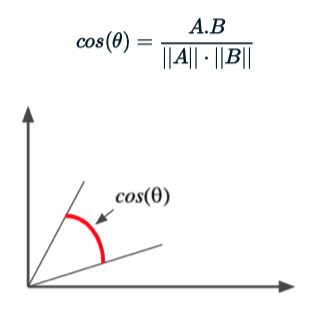 cos(θ) = A.B / ||A|| · ||B||
cos(θ)